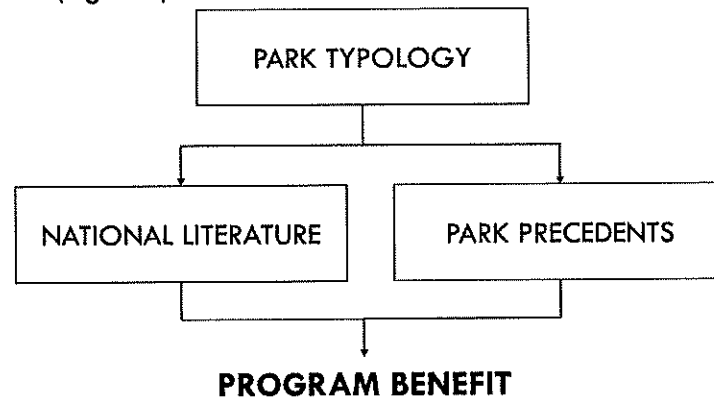 PARK TYPOLOGY
NATIONAL LITERATURE
PARK PRECEDENTS
PROGRAM BENEFIT